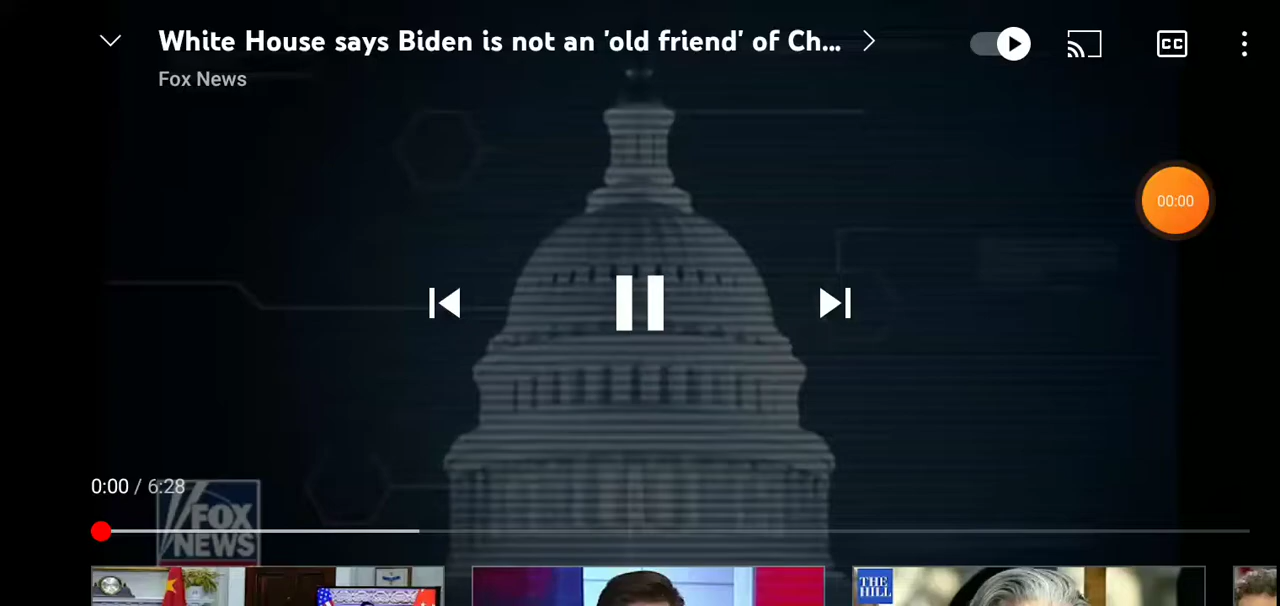 White House says Biden is not an 'old friend' of Ch...
Fox News
CC
00:00
0:00 / 6:28
FOX
NEWS
THE
HILL